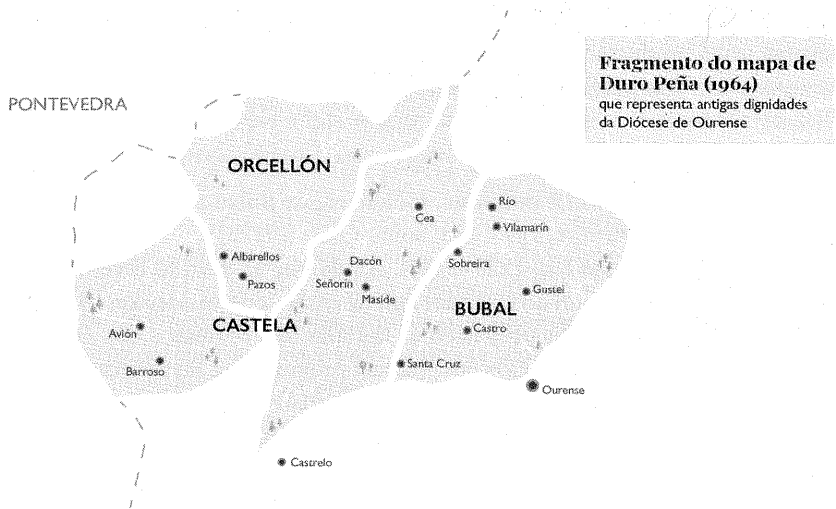 Fragmento do mapa de
Duro Peña (1964)
que representa antigas dignidades
da Diócese de Ourense
PONTEVEDRA
ORCELLÓN
Cea
Río
Vilamarín
Albarellos
Pazos
Dacón
Señorín
Maside
Sobreira
Gustei
CASTELA
BUBAL
Avión
Castro
Barroso
Santa Cruz
Ourense
Castrelo